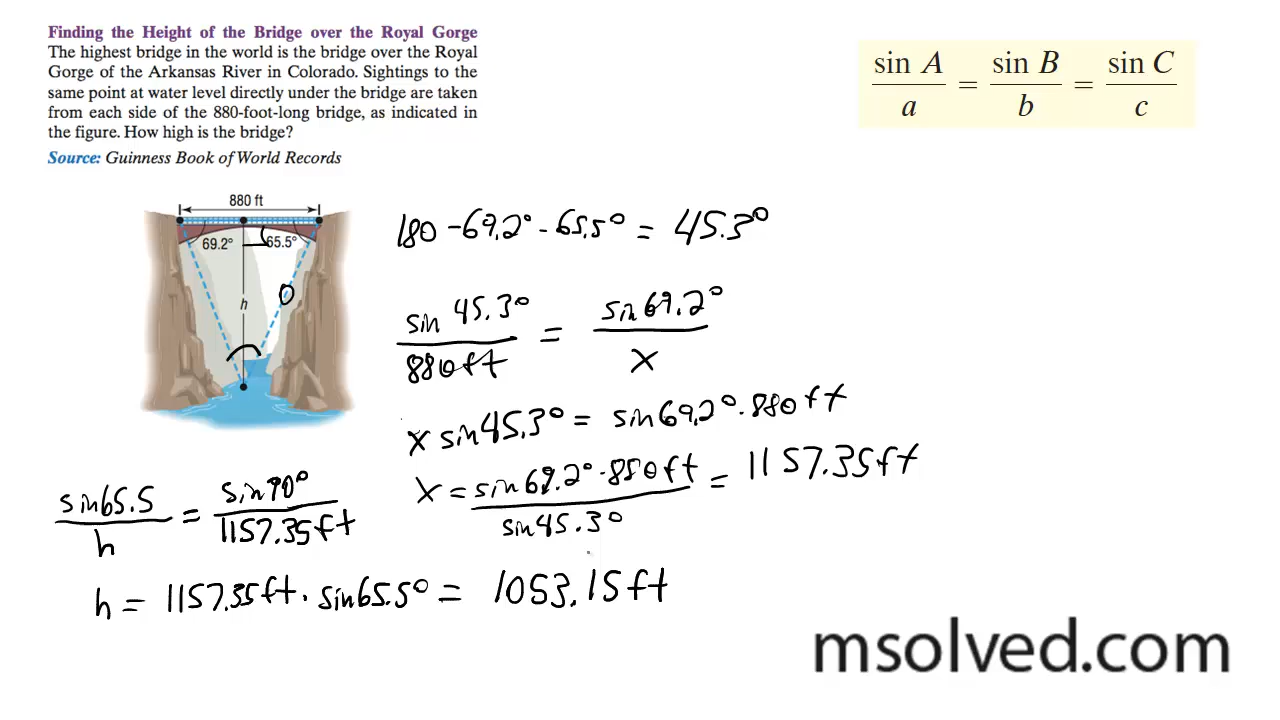 Finding the Height of the Bridge over the Royal Gorge
The highest bridge in the world is the bridge over the Royal
Gorge of the Arkansas River in Colorado. Sightings to the
same point at water level directly under the bridge are taken
from each side of the 880-foot-long bridge, as indicated in
the figure. How high is the bridge?
Source: Guinness Book of World Records
sin A / a = sin B / b = sin C / c
880 ft
69.2° 65.5°
h
180 - 69.2° - 65.5° = 45.3°
sin 45.3° / 880ft = sin 69.2° / x
x sin 45.3° = sin 69.2° · 880 ft
x = sin 69.2° · 880 ft / sin 45.3° = 1157.35 ft
sin 65.5 / h = sin 90° / 1157.35ft
h = 1157.35ft · sin 65.5° = 1053.15 ft
msolved.com